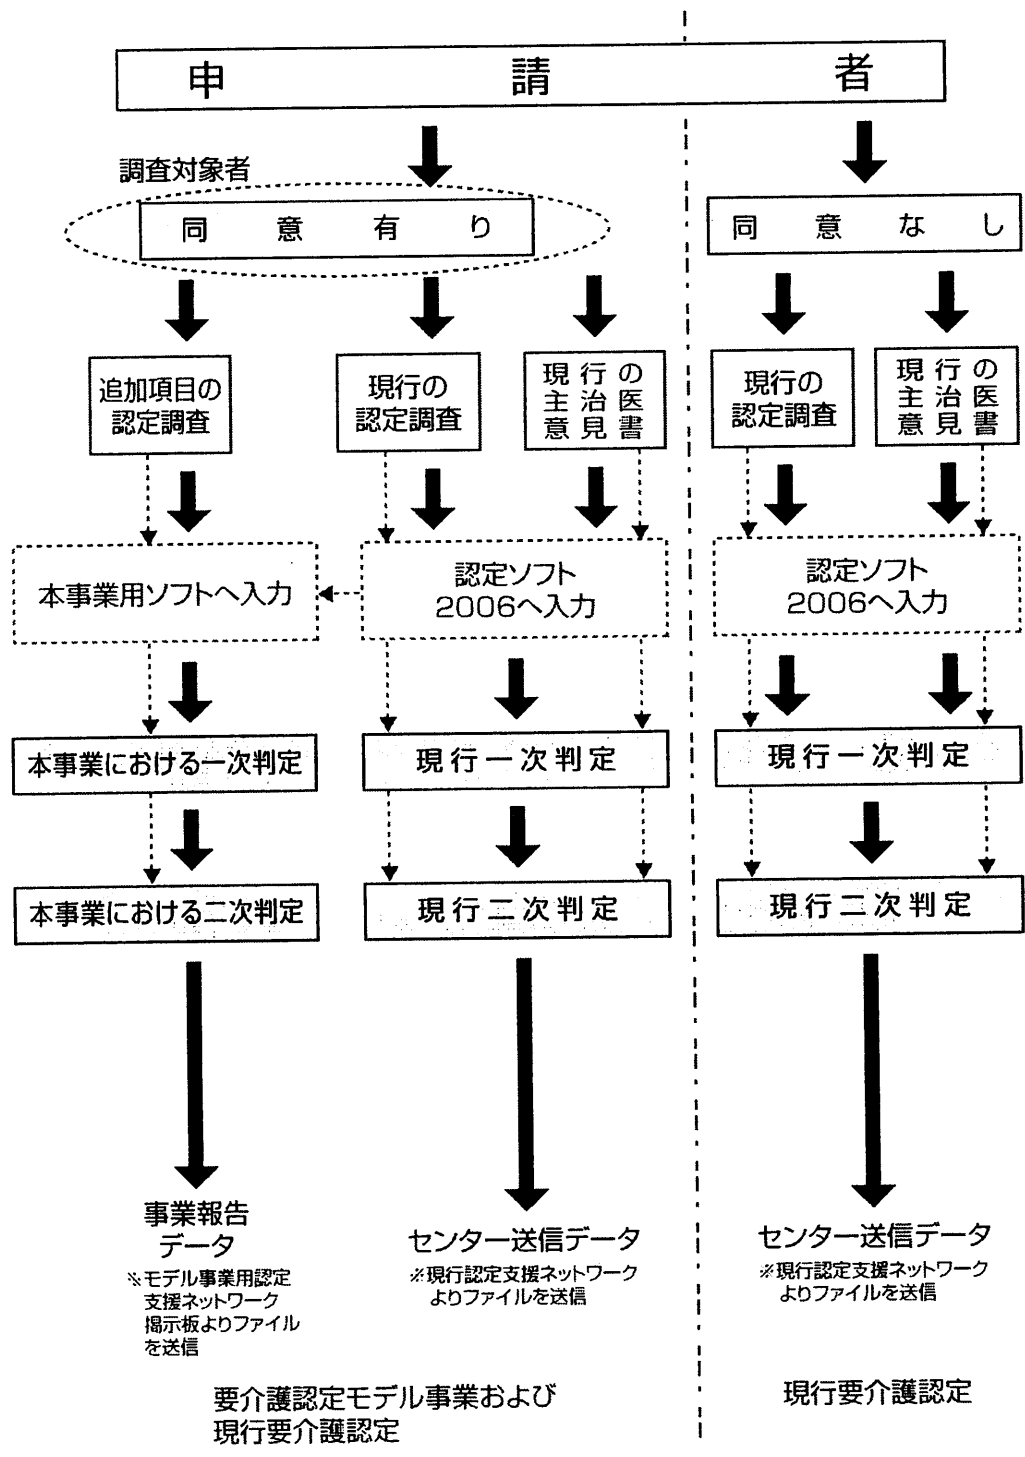 申請者
調査対象者
同意有り
同意なし
追加項目の
認定調査
現行の
認定調査
現行の
主治医
意見書
現行の
認定調査
現行の
主治医
意見書
本事業用ソフトへ入力
認定ソフト
2006へ入力
認定ソフト
2006へ入力
本事業における一次判定
現行一次判定
現行一次判定
本事業における二次判定
現行二次判定
現行二次判定
事業報告
データ
※モデル事業用認定
支援ネットワーク
掲示板よりファイル
を送信
センター送信データ
※現行認定支援ネットワーク
よりファイルを送信
センター送信データ
※現行認定支援ネットワーク
よりファイルを送信
要介護認定モデル事業および
現行要介護認定
現行要介護認定